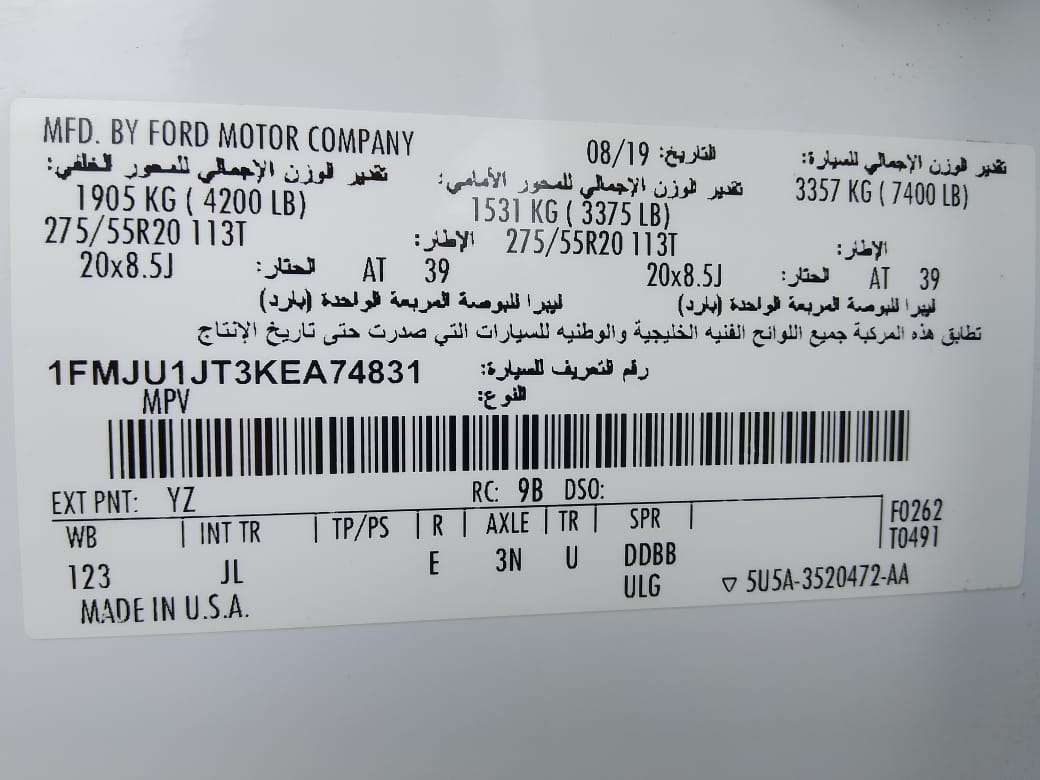 MFD. BY FORD MOTOR COMPANY
08/19 التاريخ:
تقدير الوزن الإجمالي للسيارة:
تقدير الوزن الإجمالي للمحور الخلفي:
تقدير الوزن الإجمالي للمحور الأمامي:
3357 KG ( 7400 LB)
1905 KG ( 4200 LB)
1531 KG ( 3375 LB)
275/55R20 113T الإطار: 275/55R20 113T الإطار:
20x8.5J الحتار: AT 39 20x8.5J الحتار: AT 39
ليبرا للبوصة المربعة الواحدة (بارد) ليبرا للبوصة المربعة الواحدة (بارد)
تطابق هذه المركبة جميع اللوائح الفنيه الخليجية والوطنيه للسيارات التي صدرت حتى تاريخ الإنتاج
1FMJU1JT3KEA74831 رقم التعريف للسيارة:
MPV النوع:
EXT PNT: YZ RC: 9B DSO:
WB | INT TR | TP/PS | R | AXLE | TR | SPR | F0262
T0491
123 JL E 3N U DDBB
ULG ▽ 5U5A-3520472-AA
MADE IN U.S.A.